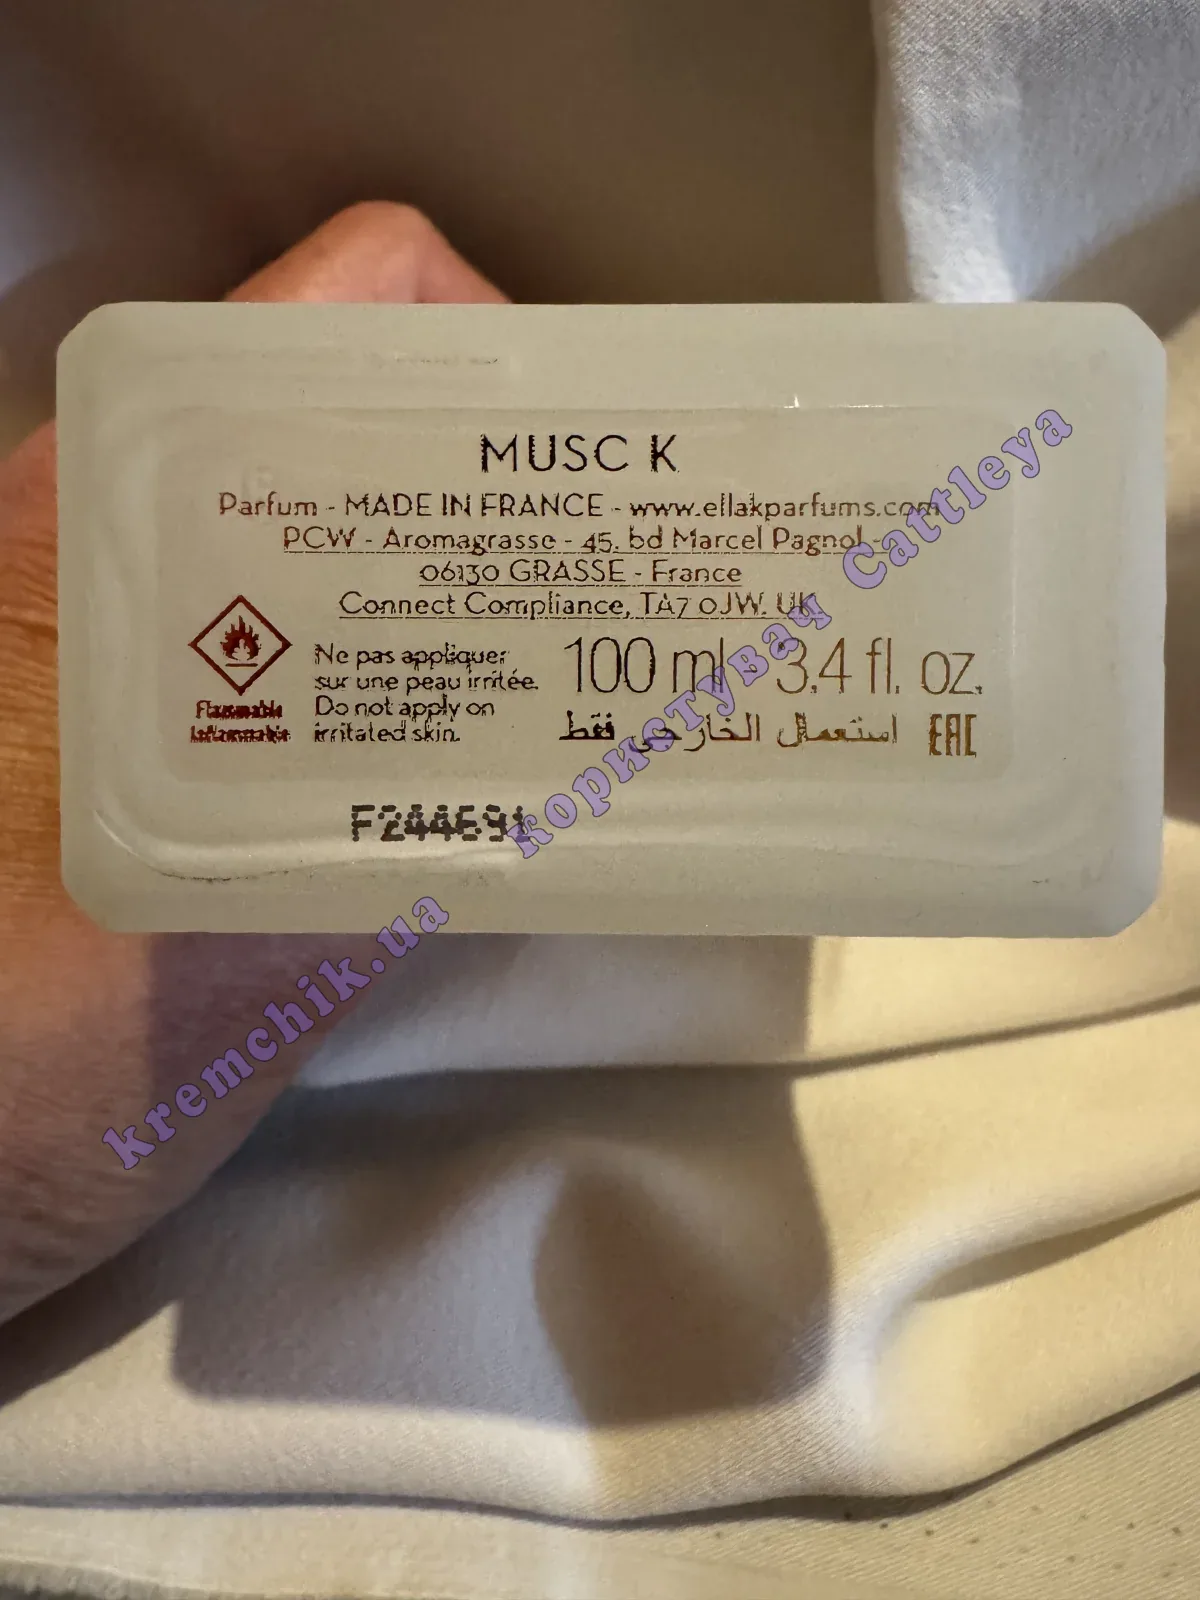 MUSC K
Parfum - MADE IN FRANCE - www.ellakparfums.com
PCW - Aromagrasse - 45, bd Marcel Pagnol -
06130 GRASSE - France
Connect Compliance, TA7 0JW. UK
Flammable
Inflammable
Ne pas appliquer
sur une peau irritée.
Do not apply on
irritated skin.
100 ml - 3.4 fl. oz.
استعمال الخارجي فقط
EAC
F244691
kremchik.ua користувач Cattleya